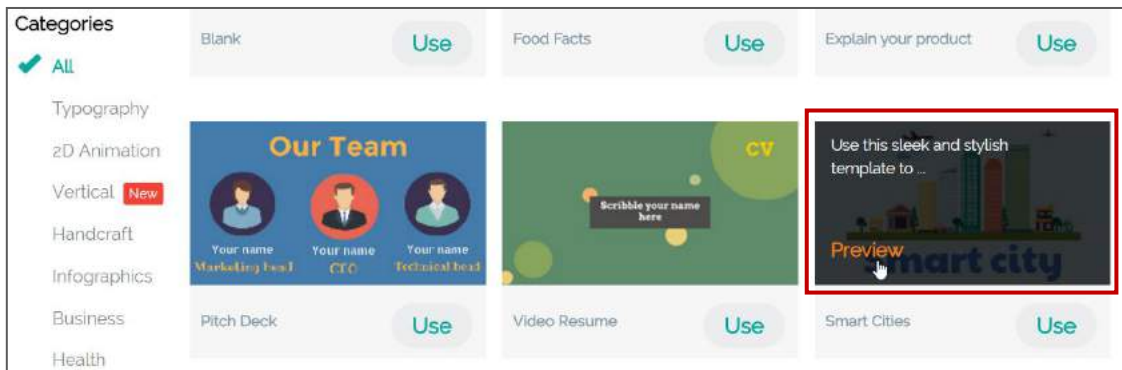 Categories
All
Typography
2D Animation
Vertical New
Handcraft
Infographics
Business
Health
Blank
Use
Food Facts
Use
Explain your product
Use
Our Team
Your name
Marketing head
Your name
CEO
Your name
Technical head
Pitch Deck
Use
CV
Scribble your name
here
Video Resume
Use
Use this sleek and stylish
template to ...
Preview
smart city
Smart Cities
Use